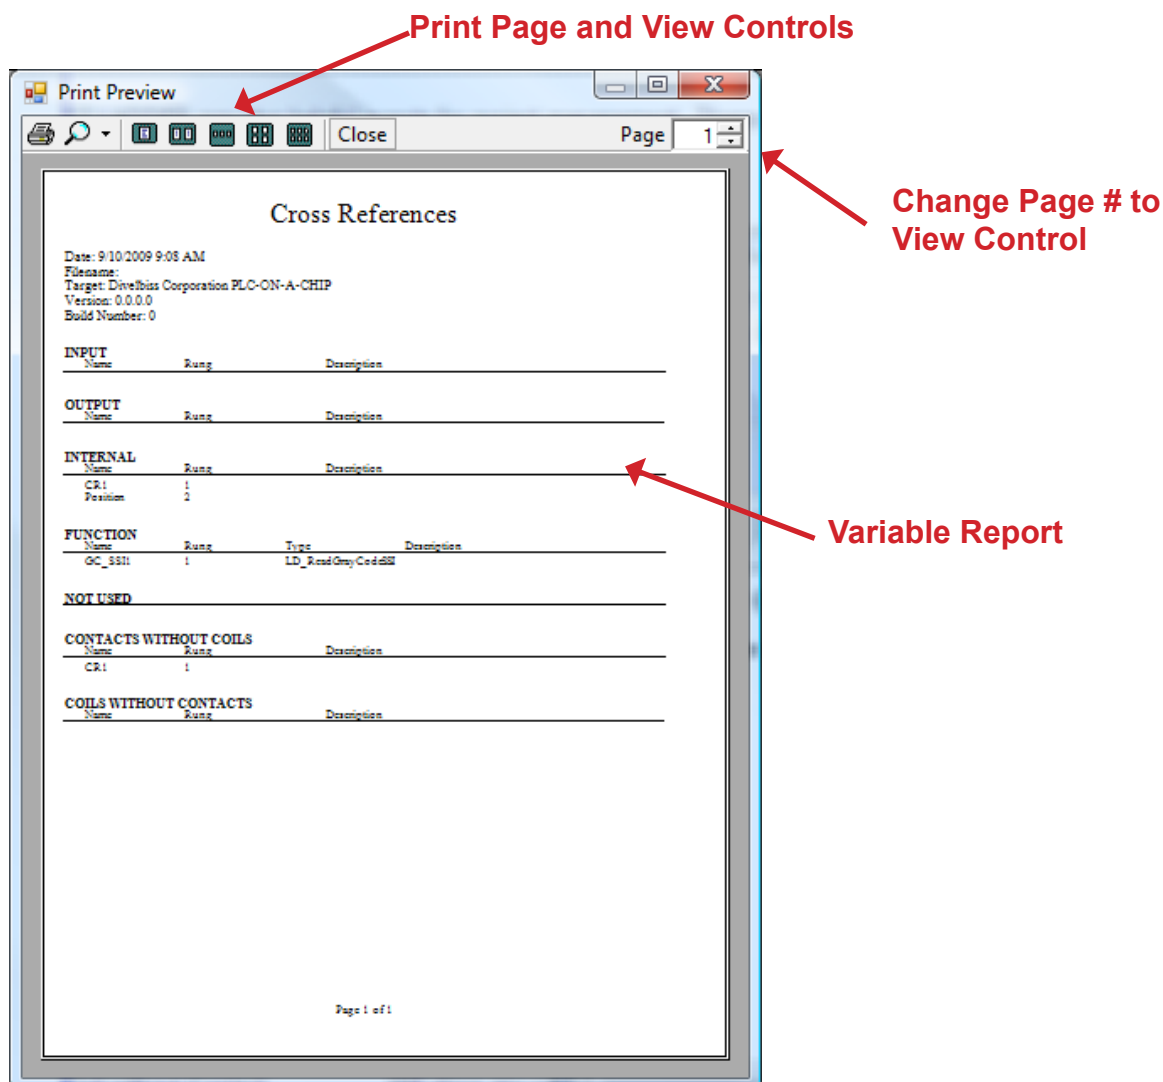 Print Page and View Controls
Print Preview
Close Page 1
Change Page # to
View Control
Cross References
Date: 9/10/2009 9:08 AM
Filename:
Target: Divelbiss Corporation PLC-ON-A-CHIP
Version: 0.0.0.0
Build Number: 0
INPUT
Name Rung Description
OUTPUT
Name Rung Description
INTERNAL
Name Rung Description
CR1 1
Position 2
Variable Report
FUNCTION
Name Rung Type Description
GC_SSI1 1 LD_ReadGrayCodeSSI
NOT USED
CONTACTS WITHOUT COILS
Name Rung Description
CR1 1
COILS WITHOUT CONTACTS
Name Rung Description
Page 1 of 1